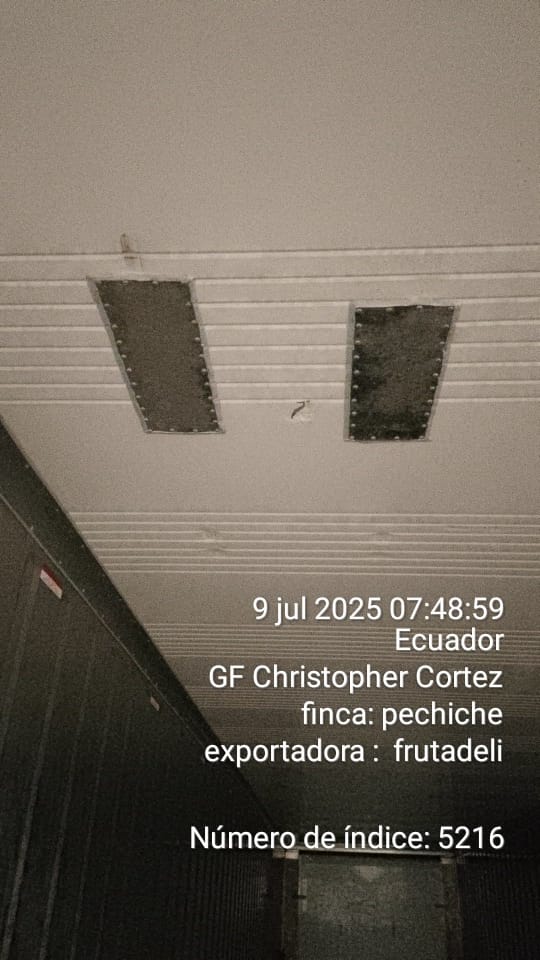 9 jul 2025 07:48:59
Ecuador
GF Christopher Cortez
finca: pechiche
exportadora :  frutadeli
Número de índice: 5216